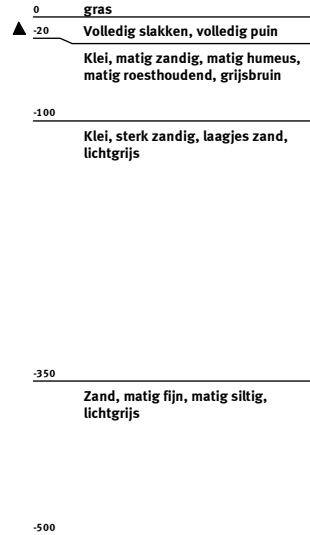 0 gras
-20 Volledig slakken, volledig puin
Klei, matig zandig, matig humeus,
matig roesthoudend, grijsbruin
-100
Klei, sterk zandig, laagjes zand,
lichtgrijs
-350
Zand, matig fijn, matig siltig,
lichtgrijs
-500